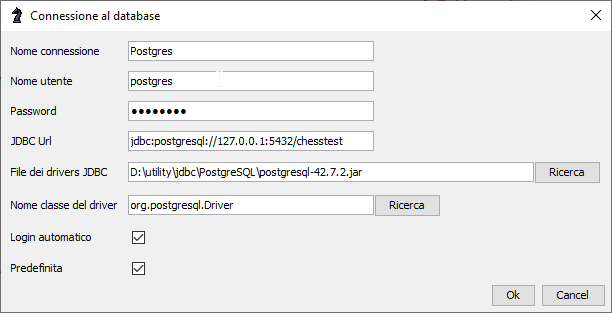 Connessione al database
Nome connessione Postgres
Nome utente postgres
Password ●●●●●●●●
JDBC Url jdbc:postgresql://127.0.0.1:5432/chesstest
File dei drivers JDBC D:\utility\jdbc\PostgreSQL\postgresql-42.7.2.jar Ricerca
Nome classe del driver org.postgresql.Driver Ricerca
Login automatico
Predefinita
Ok Cancel